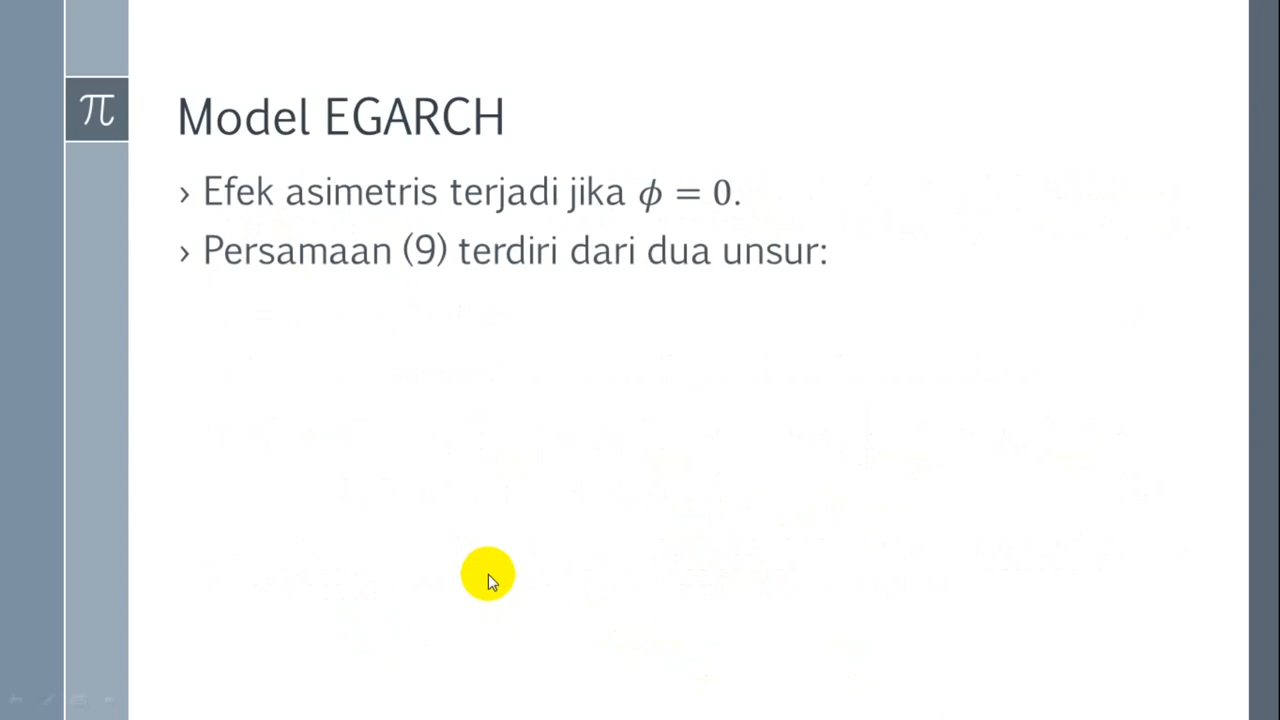 π
Model EGARCH
› Efek asimetris terjadi jika ϕ = 0.
› Persamaan (9) terdiri dari dua unsur: